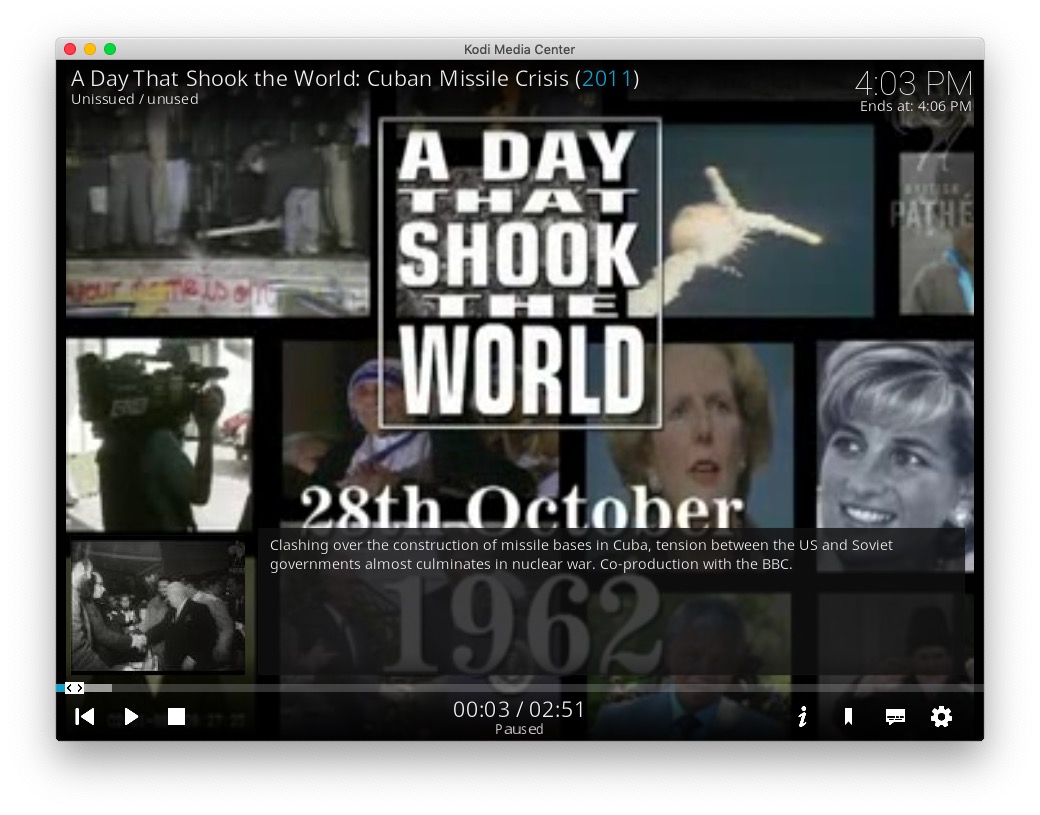 Kodi Media Center
A Day That Shook the World: Cuban Missile Crisis (2011)
Unissued / unused
4:03 PM
Ends at: 4:06 PM
A DAY
THAT
SHOOK
THE
WORLD
BRITISH
PATHÉ
28th October
Clashing over the construction of missile bases in Cuba, tension between the US and Soviet
governments almost culminates in nuclear war. Co-production with the BBC.
1962
00:03 / 02:51
Paused